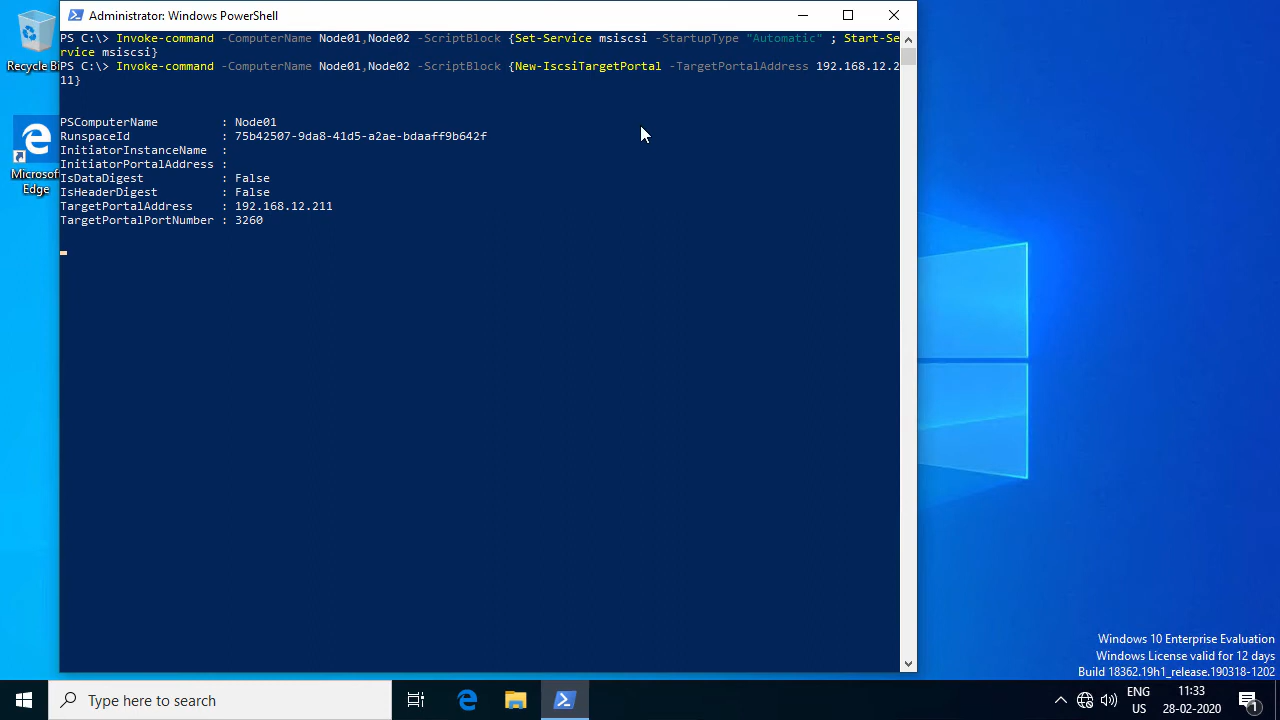 Administrator: Windows PowerShell
PS C:\> Invoke-command -ComputerName Node01,Node02 -ScriptBlock {Set-Service msiscsi -StartupType "Automatic" ; Start-Se
rvice msiscsi}
PS C:\> Invoke-command -ComputerName Node01,Node02 -ScriptBlock {New-IscsiTargetPortal -TargetPortalAddress 192.168.12.2
11}
PSComputerName : Node01
RunspaceId : 75b42507-9da8-41d5-a2ae-bdaaff9b642f
InitiatorInstanceName :
InitiatorPortalAddress :
IsDataDigest : False
IsHeaderDigest : False
TargetPortalAddress : 192.168.12.211
TargetPortalPortNumber : 3260
Recycle Bi
Microsof
Edge
Windows 10 Enterprise Evaluation
Windows License valid for 12 days
Build 18362.19h1_release.190318-1202
Type here to search
ENG
US
11:33
28-02-2020
1